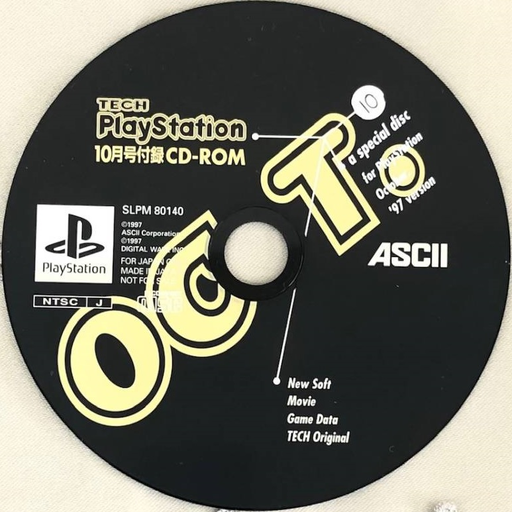 TECH
PlayStation
10月号付録CD-ROM
10
a special disc
for PlayStation
October
'97 version
SLPM 80140
©1997
ASCII Corporation
©1997
DIGITAL WARE INC.
FOR JAPAN
MADE IN JAPAN
NOT FOR SALE
PlayStation
NTSC J
ASCII
OCT.
New Soft
Movie
Game Data
TECH Original